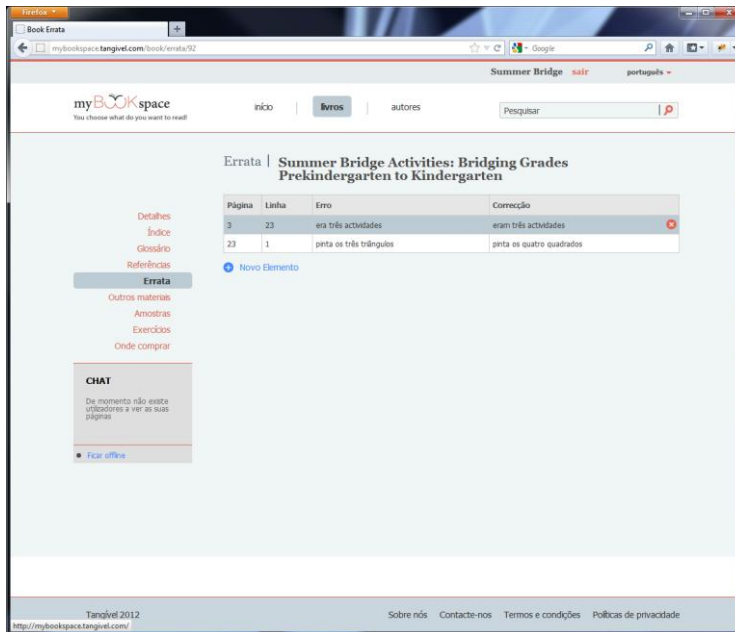 Firefox
Book Errata
mybookspace.tangivel.com/book/errata/92
Google
Summer Bridge sair português
myBOOKspace
You choose what do you want to read!
início | livros | autores
Pesquisar
Errata | Summer Bridge Activities: Bridging Grades
Prekindergarten to Kindergarten
Página Linha Erro Correcção
3 23 era três actividades eram três actividades
23 1 pinta os três triângulos pinta os quatro quadrados
Novo Elemento
Detalhes
Índice
Glossário
Referências
Errata
Outros materiais
Amostras
Exercícios
Onde comprar
CHAT
De momento não existe
utilizadores a ver as suas
páginas
Ficar offline
Tangível 2012
Sobre nós Contacte-nos Termos e condições Políticas de privacidade
http://mybookspace.tangivel.com/